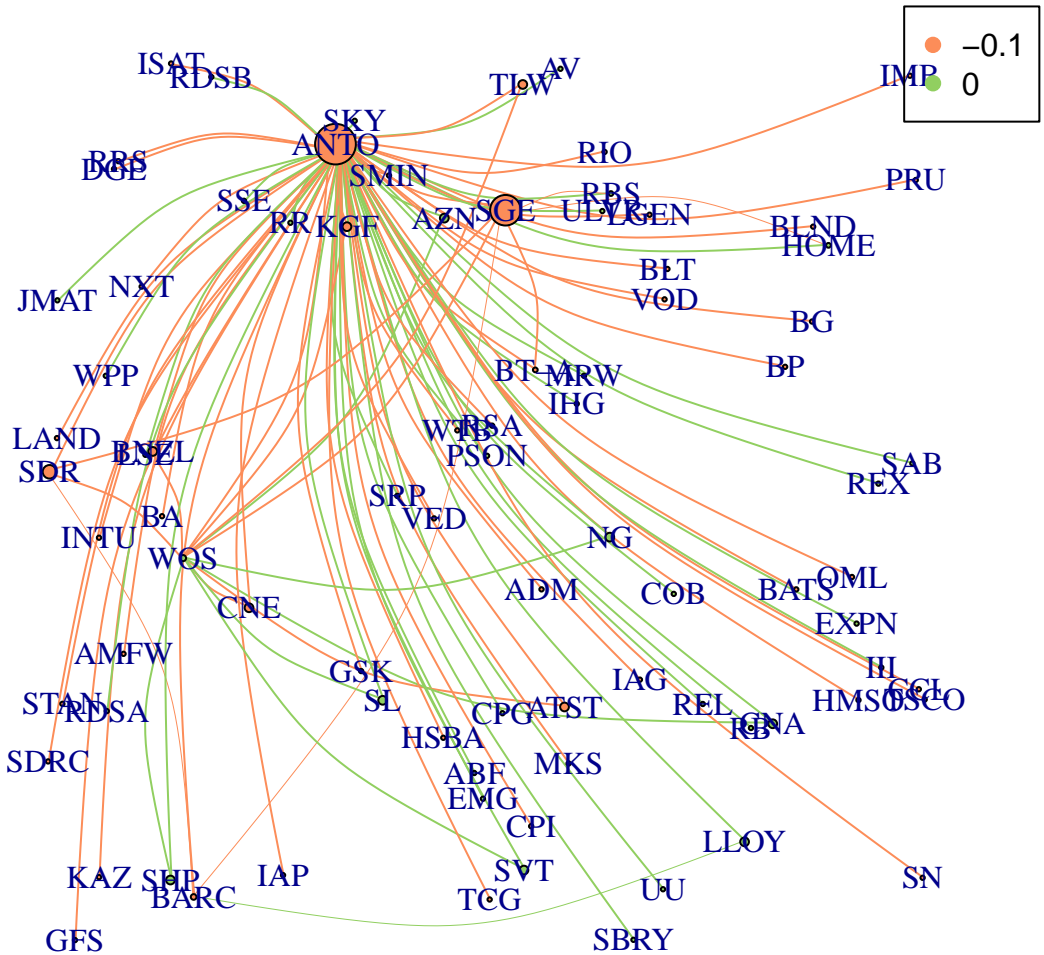 −0.1
0
ISAT
RDSB
TLW
AV
IMP
SKY
ANTO
RIO
RRS
DGE
SMIN
PRU
SSE
RR
KGF
AZN
SGE
RBS
ULVR
LGEN
BLND
HOME
BLT
NXT
JMAT
VOD
BG
WPP
BT−A
MRW
BP
IHG
LAND
WTB
RSA
PSON
BNZL
LSE
SDR
SAB
REX
SRP
VED
BA
INTU
WOS
NG
ADM
COB
BATS
OML
CNE
EXPN
AMFW
GSK
SL
IAG
III
CCL
HMSO
TSCO
STAN
RDSA
CPG
ATST
REL
RB
GNA
HSBA
SDRC
ABF
MKS
EMG
CPI
LLOY
KAZ
SHP
BARC
IAP
SVT
TCG
UU
SN
GFS
SBRY